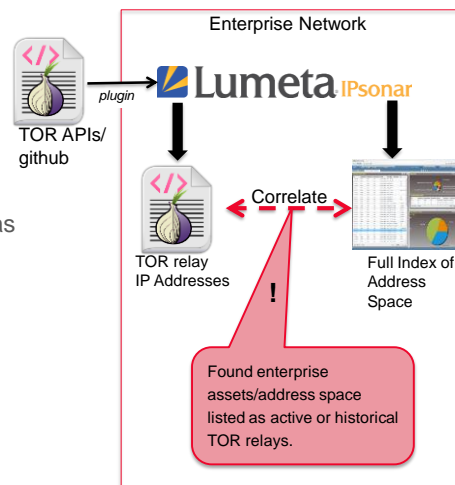 Enterprise Network
</>
plugin
Lumeta IPsonar
TOR APIs/
github
as
</>
Correlate
TOR relay
IP Addresses
Full Index of
Address
Space
!
Found enterprise
assets/address space
listed as active or historical
TOR relays.